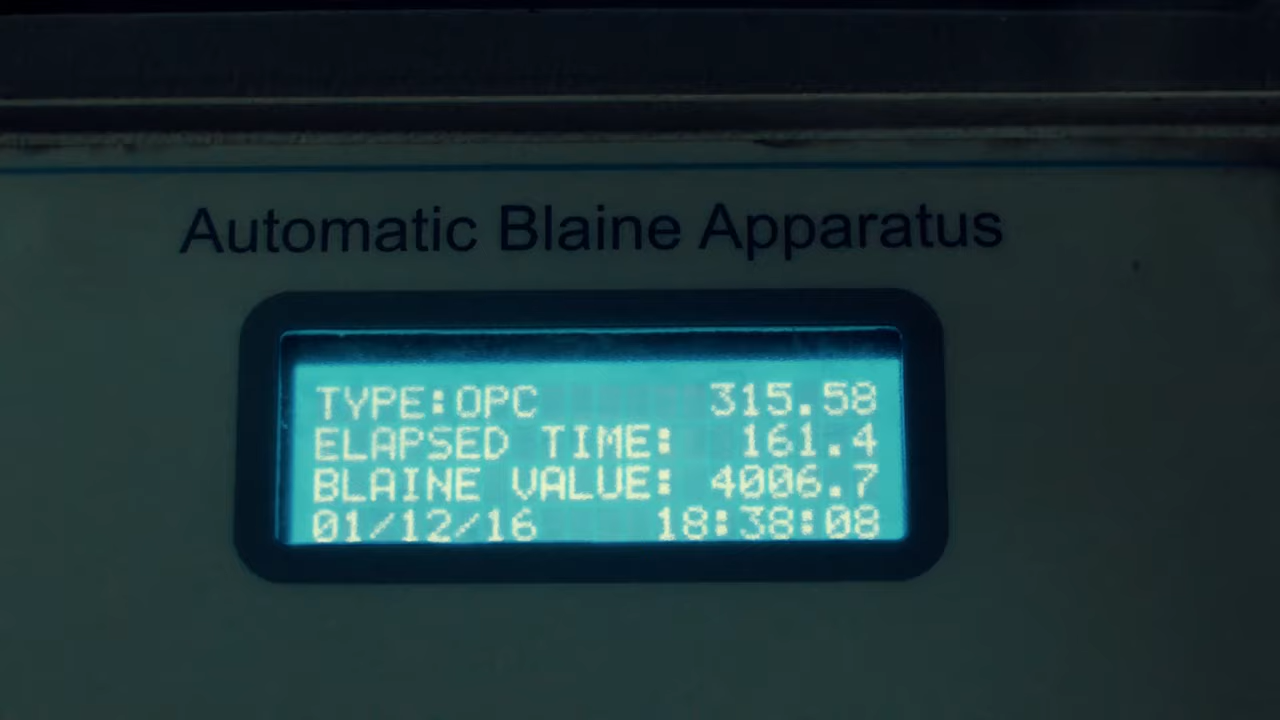 Automatic Blaine Apparatus
TYPE:OPC 315.58
ELAPSED TIME: 161.4
BLAINE VALUE: 4006.7
01/12/16 18:38:08